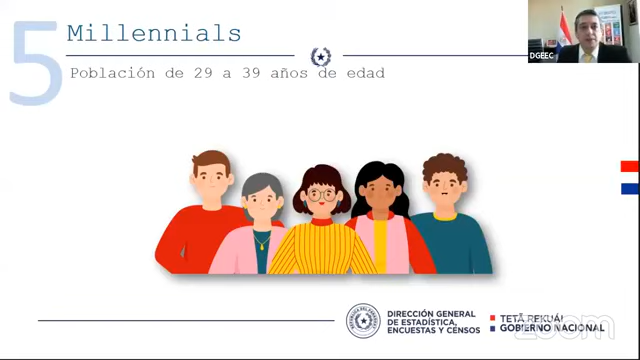 5
Millennials
Población de 29 a 39 años de edad
DGEEC
DIRECCIÓN GENERAL
DE ESTADÍSTICA,
ENCUESTAS Y CENSOS
TETÃ REKUÁI
GOBIERNO NACIONAL
zoom